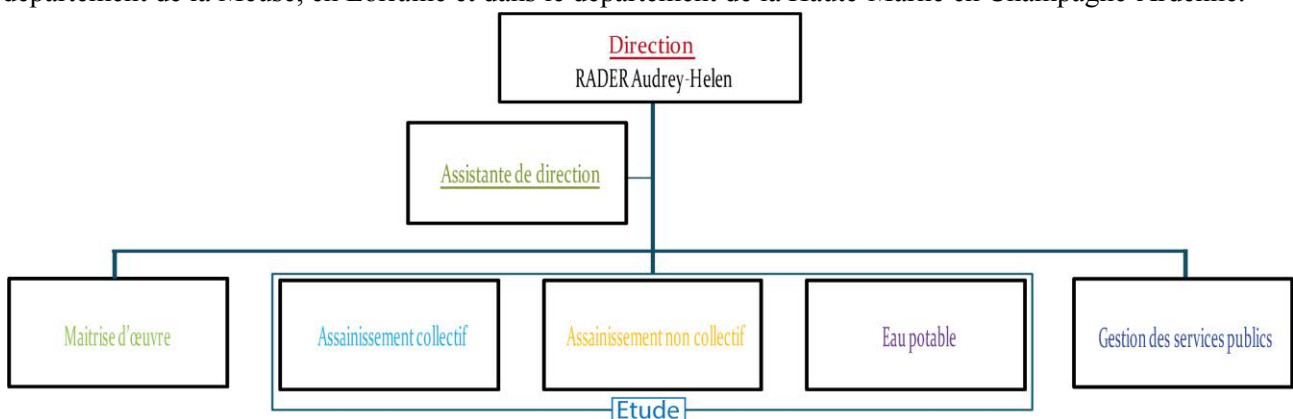 département de la Meuse, en Lorraine et dans le département de la Haute-Marne en Champagne-Ardenne.
Direction
RADER Audrey-Helen
Assistante de direction
Maitrise d'œuvre
Assainissement collectif
Assainissement non collectif
Eau potable
Gestion des services publics
Etude